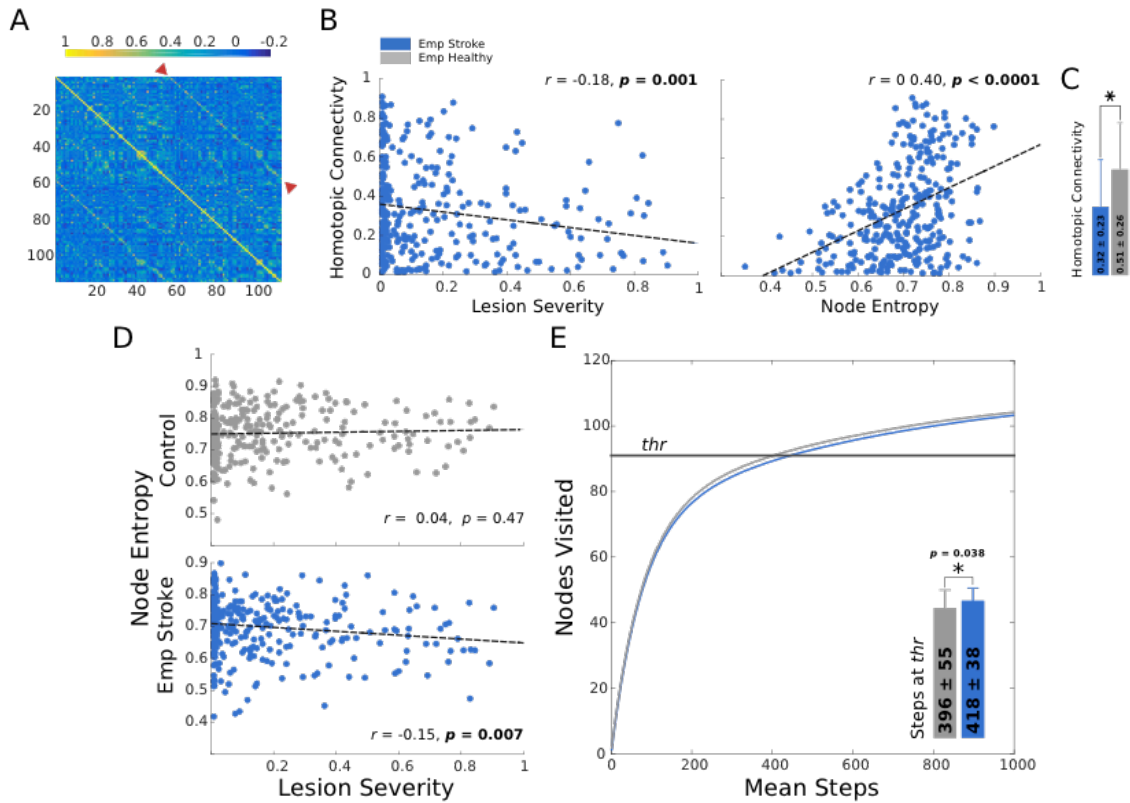 A
1 0.8 0.6 0.4 0.2 0 -0.2
20
40
60
80
100
20 40 60 80 100
B
Emp Stroke
Emp Healthy
r = -0.18, p = 0.001
Homotopic Connectivty
1
0.8
0.6
0.4
0.2
0
0 0.2 0.4 0.6 0.8 1
Lesion Severity
r = 0 0.40, p < 0.0001
0.4 0.5 0.6 0.7 0.8 0.9 1
Node Entropy
C
*
Homotopic Connectivity
0.32 ± 0.23
0.51 ± 0.26
D
Node Entropy
Control
1
0.9
0.8
0.7
0.6
0.5
r = 0.04, p = 0.47
Emp Stroke
0.9
0.8
0.7
0.6
0.5
0.4
r = -0.15, p = 0.007
0.2 0.4 0.6 0.8 1
Lesion Severity
E
Nodes Visited
120
100
80
60
40
20
0
thr
p = 0.038
*
Steps at thr
396 ± 55
418 ± 38
0 200 400 600 800 1000
Mean Steps